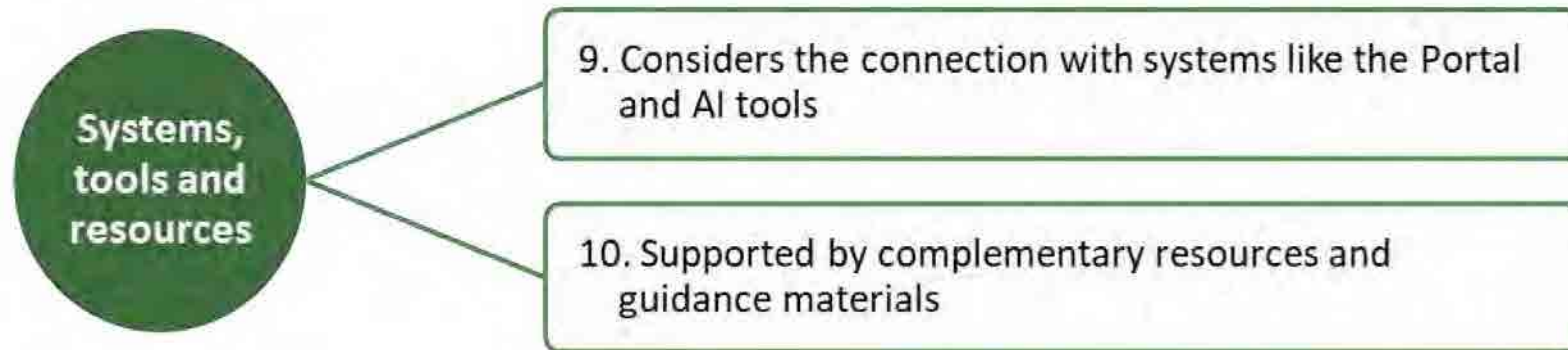 Systems,
tools and
resources
9. Considers the connection with systems like the Portal
and AI tools
10. Supported by complementary resources and
guidance materials